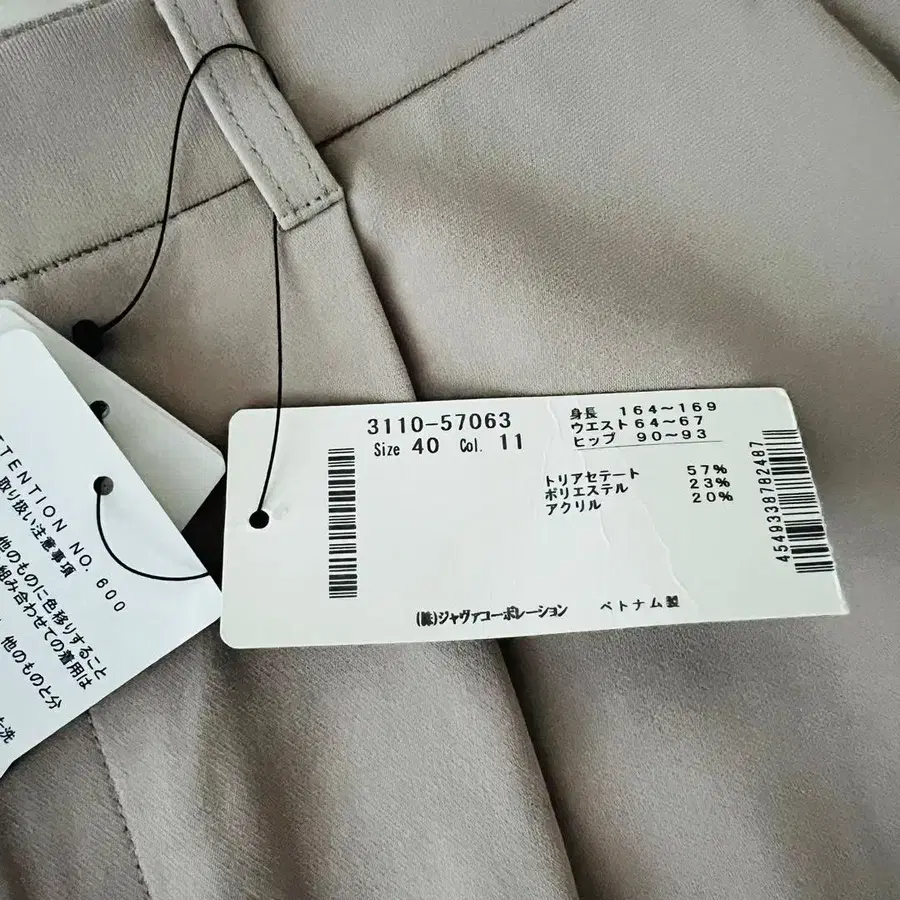 3110-57063
Size 40 Col. 11
身長 164～169
ウエスト64～67
ヒップ 90～93
トリアセテート 57%
ポリエステル 23%
アクリル 20%
(株)ジャヴァコーポレーション ベトナム製
4549338782487
TTENTION NO. 600
取り扱い注意事項
他のものに色移りすること
組み合わせての着用は
他のものと分
洗